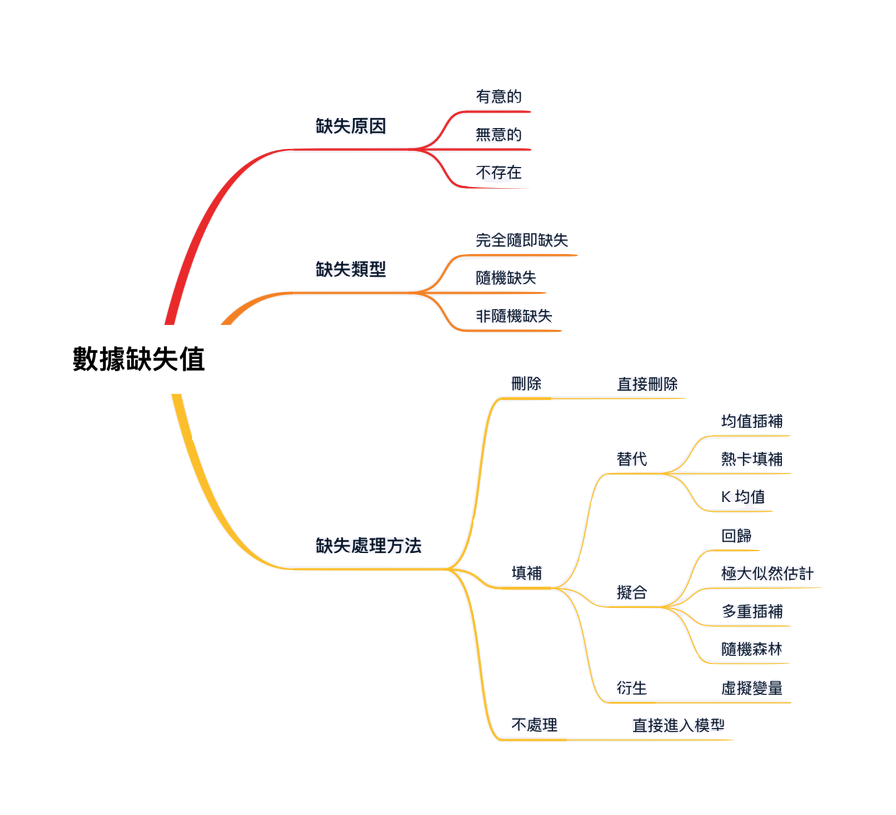 數據缺失值
缺失原因
有意的
無意的
不存在
缺失類型
完全隨即缺失
隨機缺失
非隨機缺失
缺失處理方法
刪除
直接刪除
填補
替代
均值插補
熱卡填補
K 均值
擬合
回歸
極大似然估計
多重插補
隨機森林
衍生
虛擬變量
不處理
直接進入模型